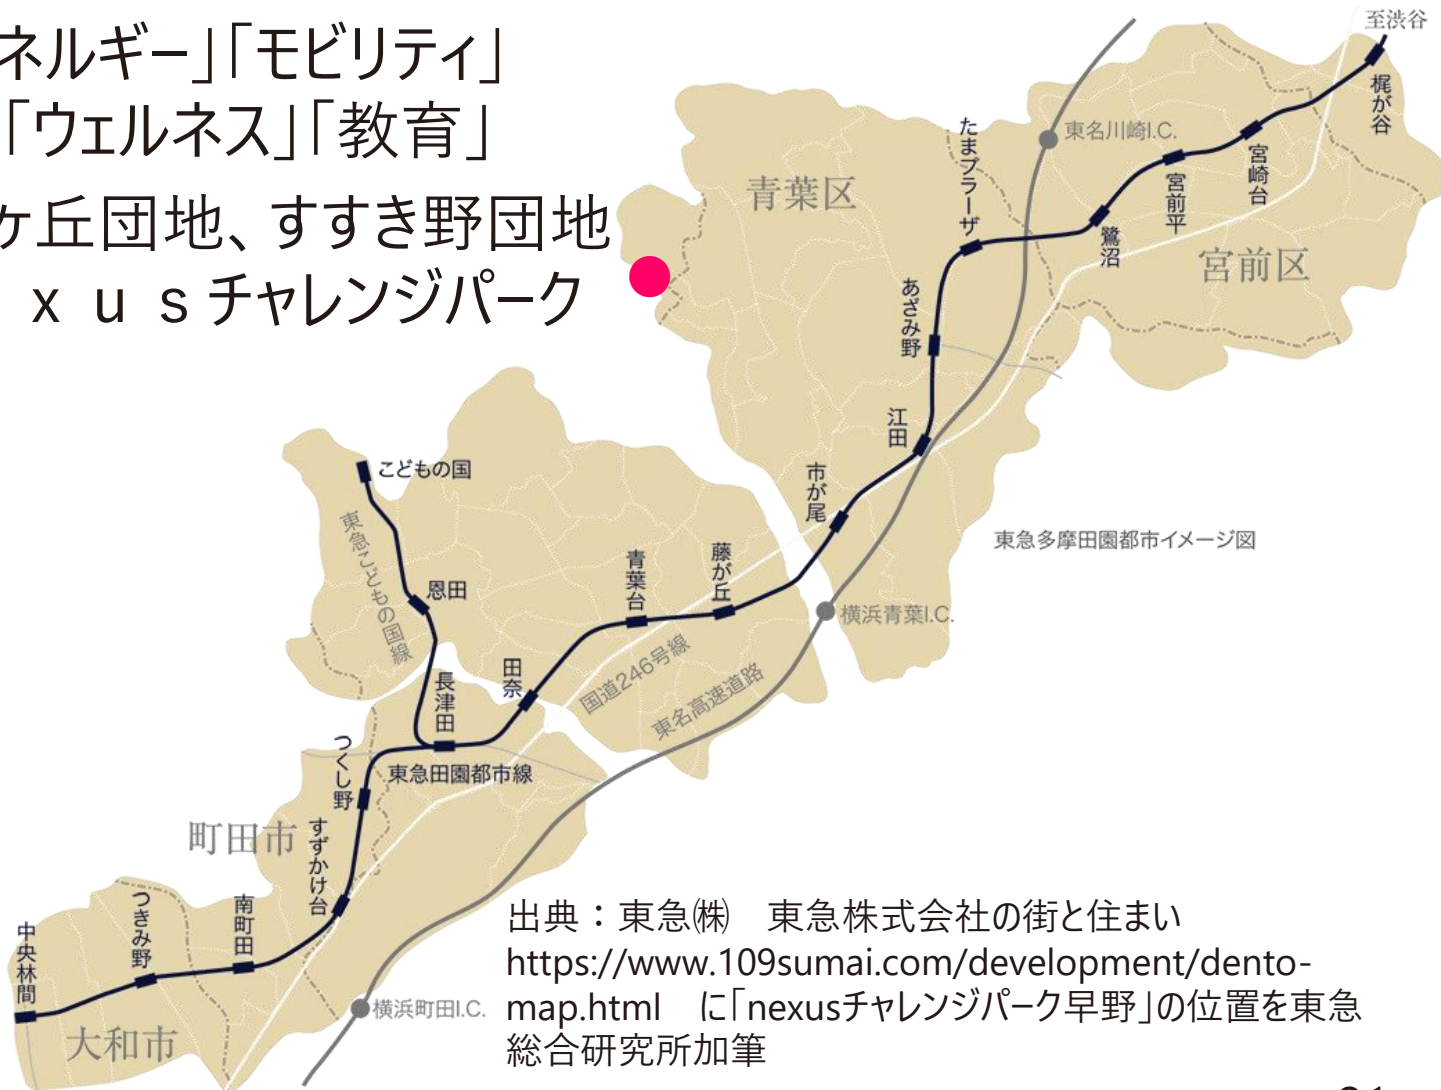 ネルギー」「モビリティ」
「ウェルネス」「教育」
ヶ丘団地、すすき野団地
ｘｕｓチャレンジパーク
至渋谷
梶が谷
宮崎台
宮前平
鷺沼
宮前区
東名川崎I.C.
たまプラーザ
青葉区
あざみ野
江田
市が尾
東急多摩田園都市イメージ図
藤が丘
青葉台
横浜青葉I.C.
国道246号線
東名高速道路
こどもの国
東急こどもの国線
恩田
田奈
長津田
東急田園都市線
つくし野
町田市
すずかけ台
南町田
つきみ野
中央林間
大和市
横浜町田I.C.
出典：東急㈱　東急株式会社の街と住まい
https://www.109sumai.com/development/dento-
map.html　に「nexusチャレンジパーク早野」の位置を東急
総合研究所加筆